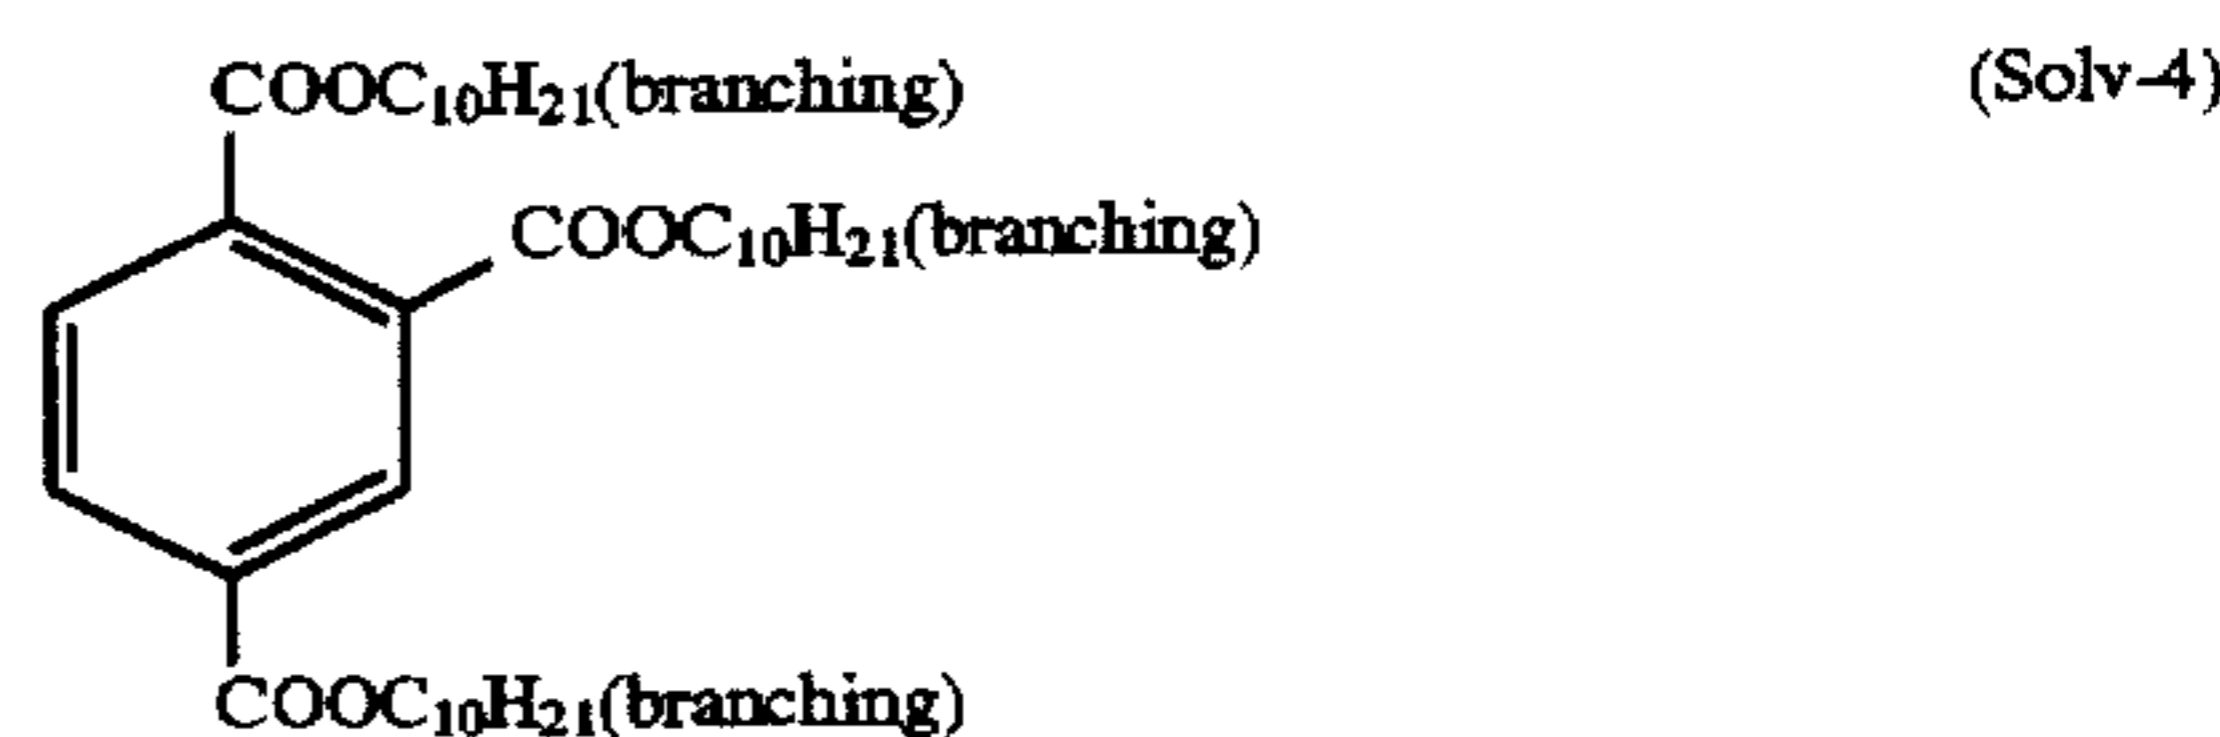 COOC₁₀H₂₁(branching) (Solv-4)
COOC₁₀H₂₁(branching)
COOC₁₀H₂₁(branching)